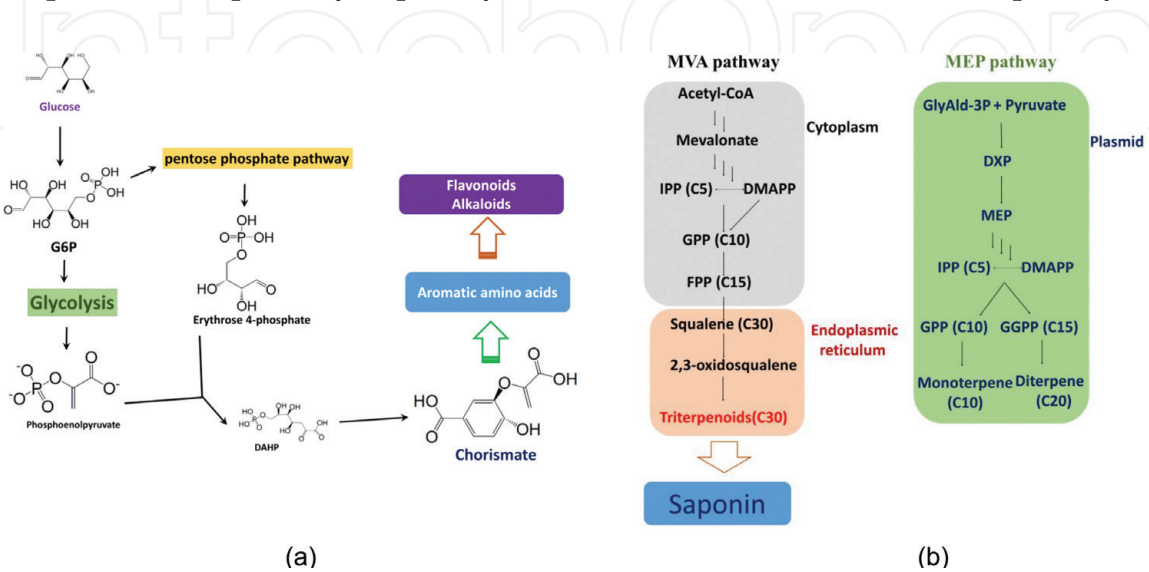 Glucose
G6P
Glycolysis
Phosphoenolpyruvate
pentose phosphate pathway
Erythrose 4-phosphate
DAHP
Flavonoids
Alkaloids
Aromatic amino acids
Chorismate
(a)
MVA pathway
Acetyl-CoA
Mevalonate
IPP (C5) DMAPP
GPP (C10)
FPP (C15)
Cytoplasm
Squalene (C30)
2,3-oxidosqualene
Triterpenoids(C30)
Endoplasmic
reticulum
Saponin
MEP pathway
GlyAld-3P + Pyruvate
DXP
MEP
IPP (C5) DMAPP
GPP (C10) GGPP (C15)
Monoterpene
(C10)
Diterpene
(C20)
Plasmid
(b)